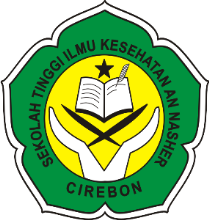 SEKOLAH TINGGI ILMU KESEHATAN AN NASHER
CIREBON